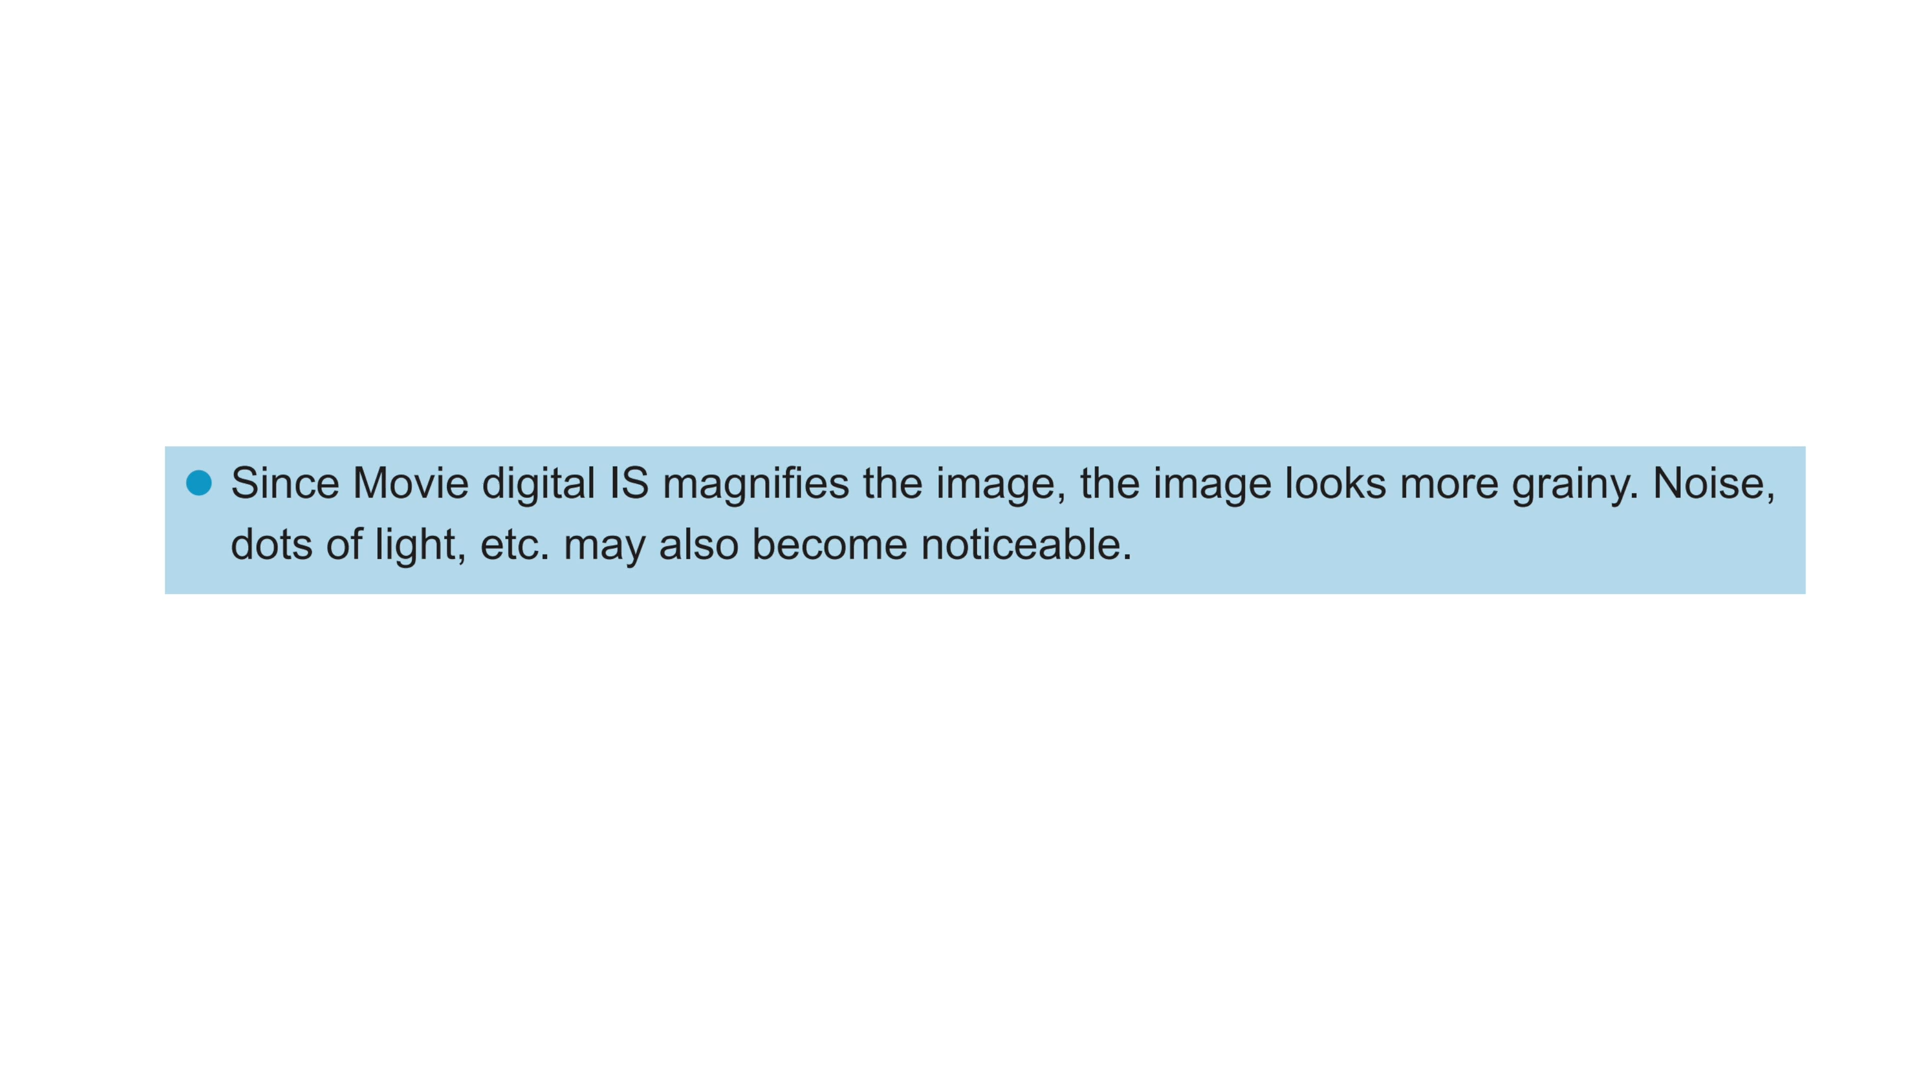 ● Since Movie digital IS magnifies the image, the image looks more grainy. Noise,
dots of light, etc. may also become noticeable.